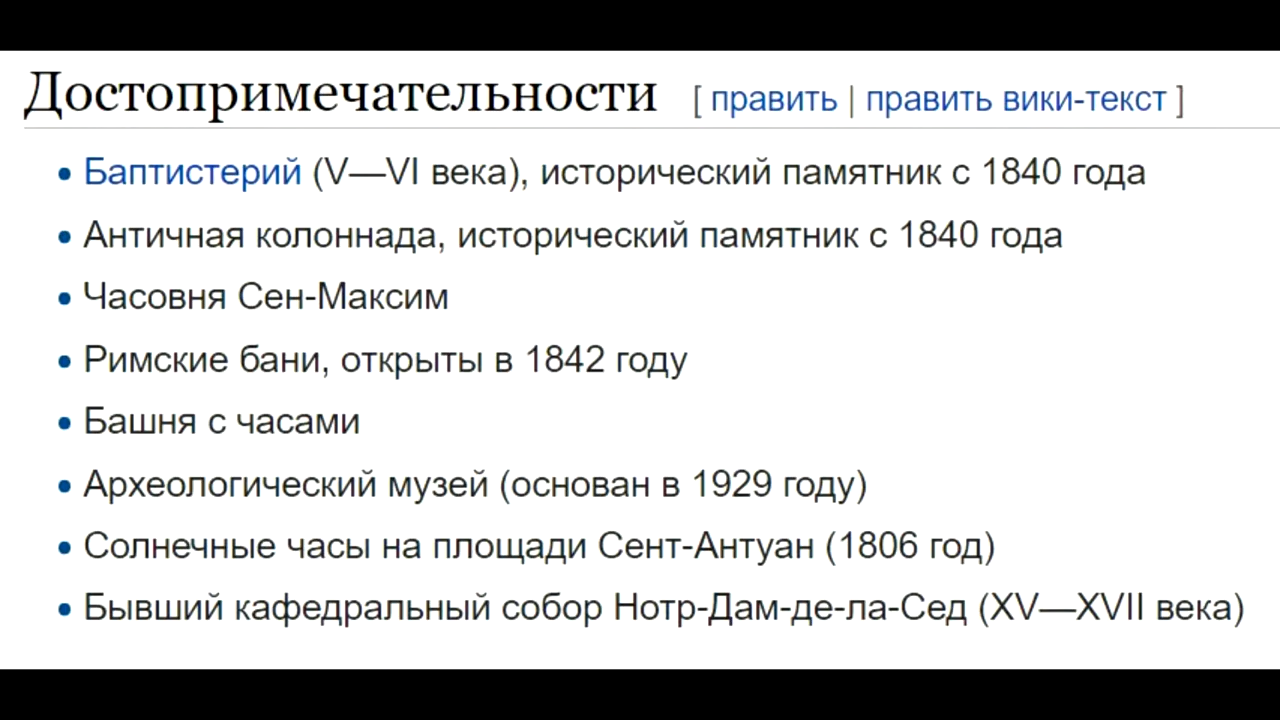 Достопримечательности [ править | править вики-текст ]
• Баптистерий (V—VI века), исторический памятник с 1840 года
• Античная колоннада, исторический памятник с 1840 года
• Часовня Сен-Максим
• Римские бани, открыты в 1842 году
• Башня с часами
• Археологический музей (основан в 1929 году)
• Солнечные часы на площади Сент-Антуан (1806 год)
• Бывший кафедральный собор Нотр-Дам-де-ла-Сед (XV—XVII века)